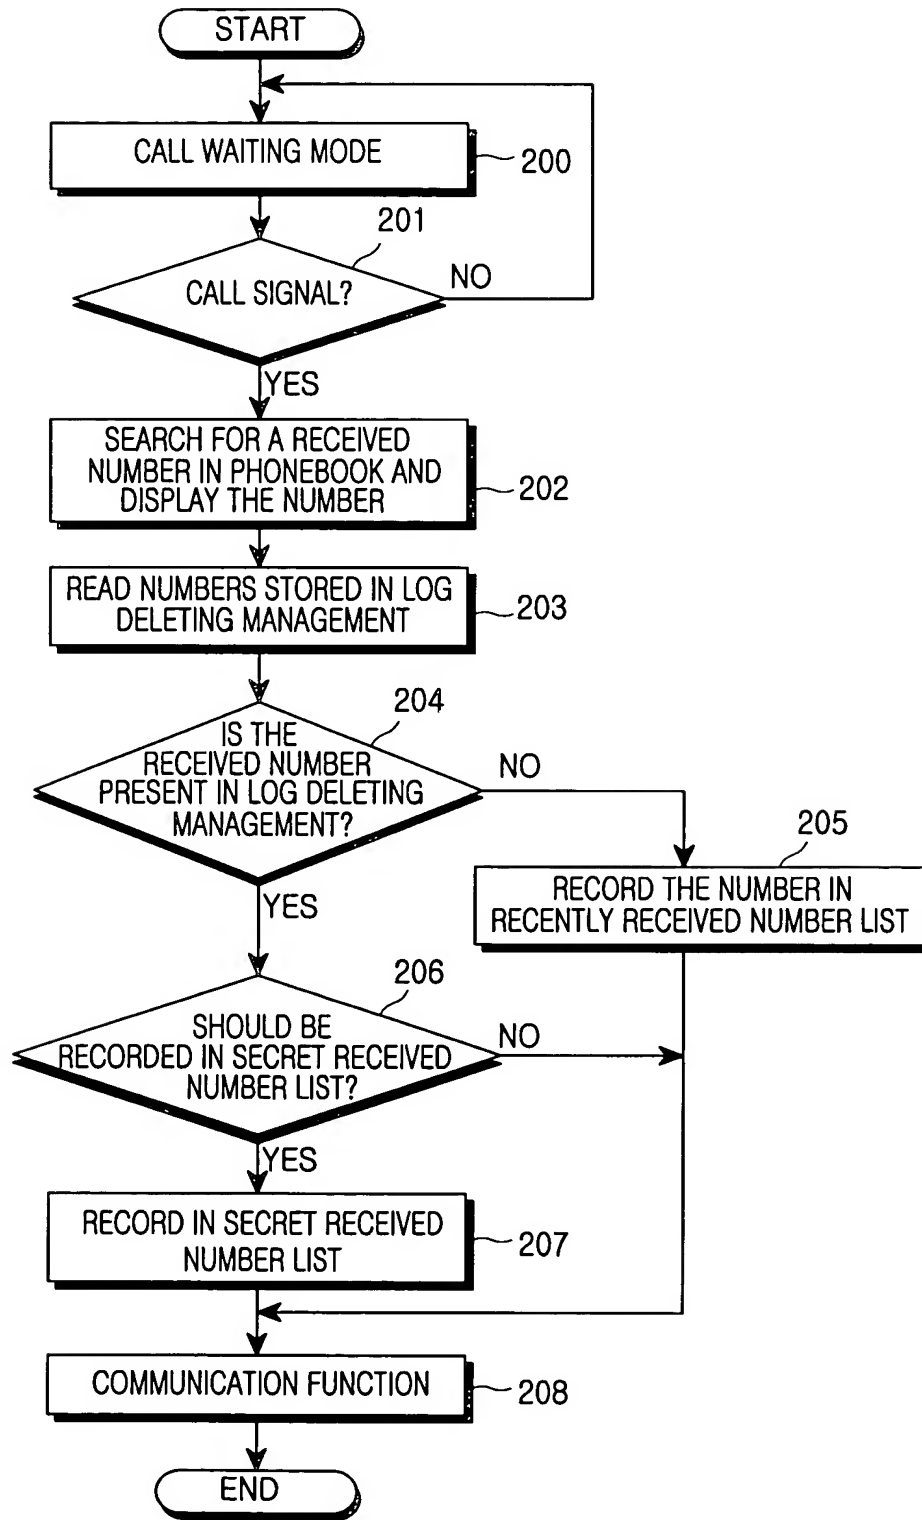 START
CALL WAITING MODE
200
201
CALL SIGNAL?
NO
YES
SEARCH FOR A RECEIVED
NUMBER IN PHONEBOOK AND
DISPLAY THE NUMBER
202
READ NUMBERS STORED IN LOG
DELETING MANAGEMENT
203
204
IS THE
RECEIVED NUMBER
PRESENT IN LOG DELETING
MANAGEMENT?
NO
YES
205
RECORD THE NUMBER IN
RECENTLY RECEIVED NUMBER LIST
206
SHOULD BE
RECORDED IN SECRET RECEIVED
NUMBER LIST?
NO
YES
RECORD IN SECRET RECEIVED
NUMBER LIST
207
COMMUNICATION FUNCTION
208
END